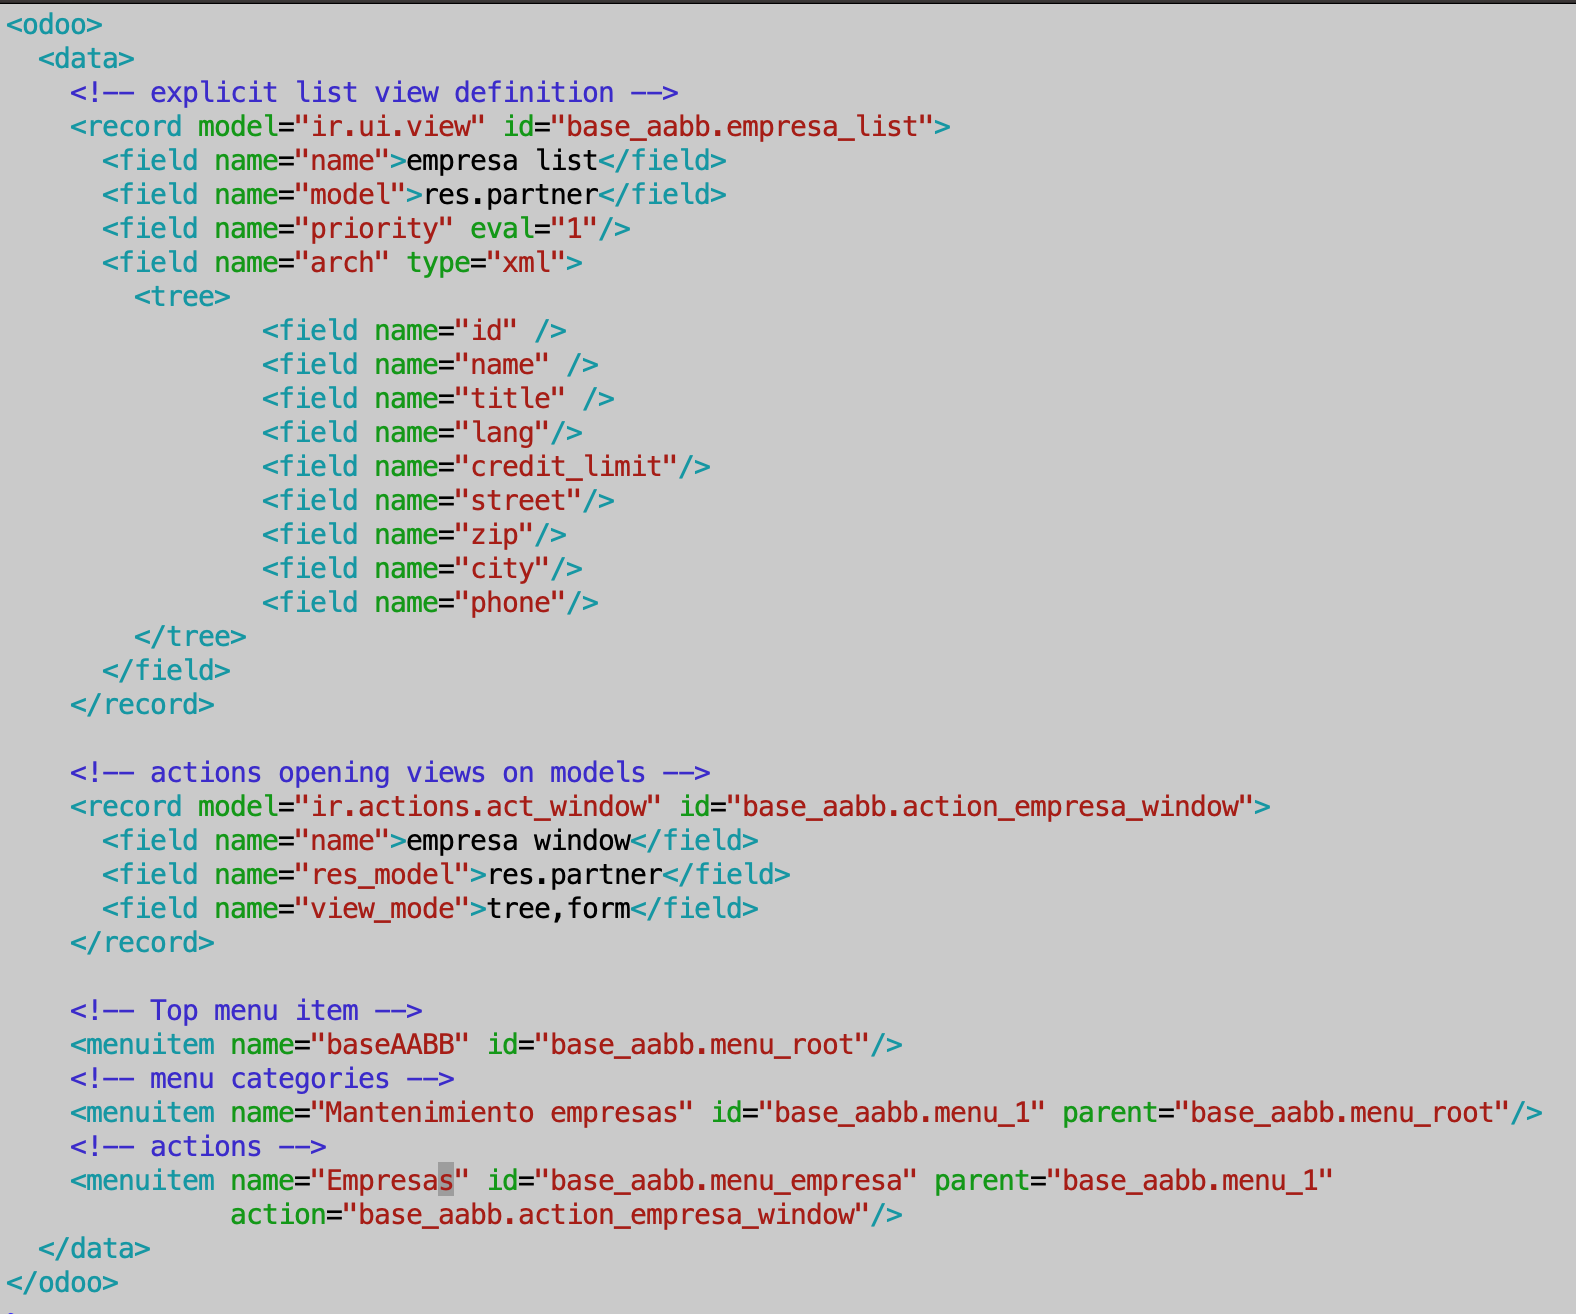 <odoo>
  <data>
    <!-- explicit list view definition -->
    <record model="ir.ui.view" id="base_aabb.empresa_list">
      <field name="name">empresa list</field>
      <field name="model">res.partner</field>
      <field name="priority" eval="1"/>
      <field name="arch" type="xml">
        <tree>
                <field name="id" />
                <field name="name" />
                <field name="title" />
                <field name="lang"/>
                <field name="credit_limit"/>
                <field name="street"/>
                <field name="zip"/>
                <field name="city"/>
                <field name="phone"/>
        </tree>
      </field>
    </record>

    <!-- actions opening views on models -->
    <record model="ir.actions.act_window" id="base_aabb.action_empresa_window">
      <field name="name">empresa window</field>
      <field name="res_model">res.partner</field>
      <field name="view_mode">tree,form</field>
    </record>

    <!-- Top menu item -->
    <menuitem name="baseAABB" id="base_aabb.menu_root"/>
    <!-- menu categories -->
    <menuitem name="Mantenimiento empresas" id="base_aabb.menu_1" parent="base_aabb.menu_root"/>
    <!-- actions -->
    <menuitem name="Empresas" id="base_aabb.menu_empresa" parent="base_aabb.menu_1"
              action="base_aabb.action_empresa_window"/>
  </data>
</odoo>